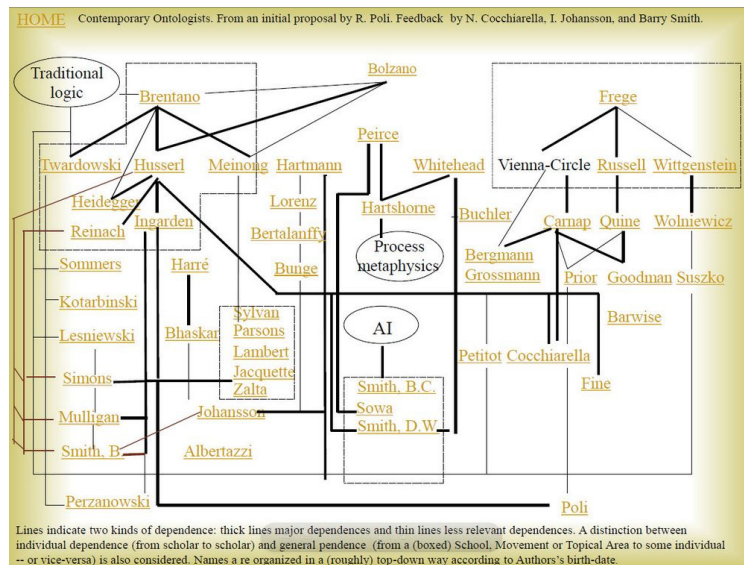 HOME Contemporary Ontologists. From an initial proposal by R. Poli. Feedback by N. Cocchiarella, I. Johansson, and Barry Smith.
Traditional
logic
Bolzano
Brentano
Frege
Peirce
Twardowski Husserl Meinong Hartmann Whitehead Vienna-Circle Russell Wittgenstein
Heidegger Lorenz Hartshorne Buchler
Reinach Ingarden Bertalanffy Carnap Quine Wolniewicz
Process
metaphysics
Bergmann
Sommers Harré Bunge Grossmann Prior Goodman Suszko
Kotarbinski Sylvan Barwise
Lesniewski Bhaskar Parsons AI
Lambert Petitot Cocchiarella
Simons Jacquette Fine
Zalta Smith, B.C.
Mulligan Johansson Sowa
Smith, D.W
Smith, B. Albertazzi
Perzanowski Poli
Lines indicate two kinds of dependence: thick lines major dependences and thin lines less relevant dependences. A distinction between
individual dependence (from scholar to scholar) and general pendence (from a (boxed) School, Movement or Topical Area to some individual
-- or vice-versa) is also considered. Names a re organized in a (roughly) top-down way according to Authors's birth-date.